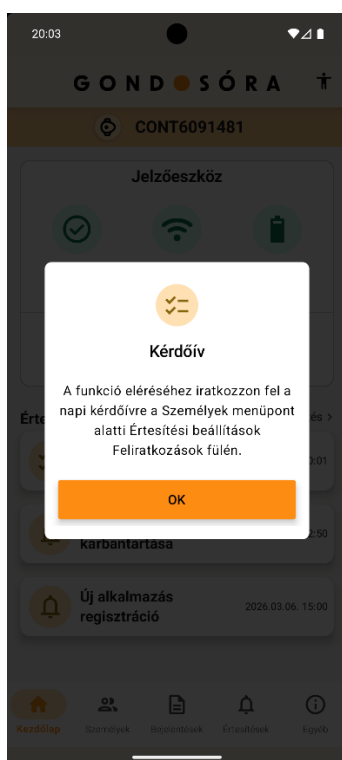 20:03
GONDOSÓRA
CONT6091481
Jelzőeszköz
Kérdőív
A funkció eléréséhez iratkozzon fel a
napi kérdőívre a Személyek menüpont
alatti Értesítési beállítások
Feliratkozások fülén.
OK
karbantartása
Új alkalmazás
regisztráció
2026.03.06. 15:00
Kezdőlap
Személyek
Bejelentések
Értesítések
Egyéb